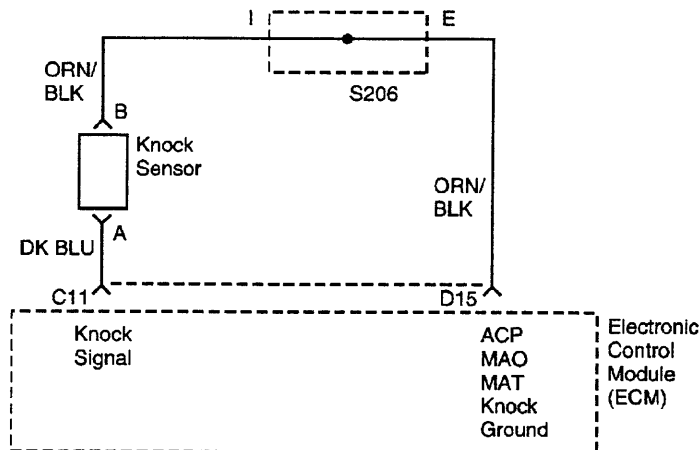 I
E
ORN/
BLK
S206
B
Knock
Sensor
ORN/
BLK
A
DK BLU
C11
D15
Knock
Signal
ACP
MAO
MAT
Knock
Ground
Electronic
Control
Module
(ECM)